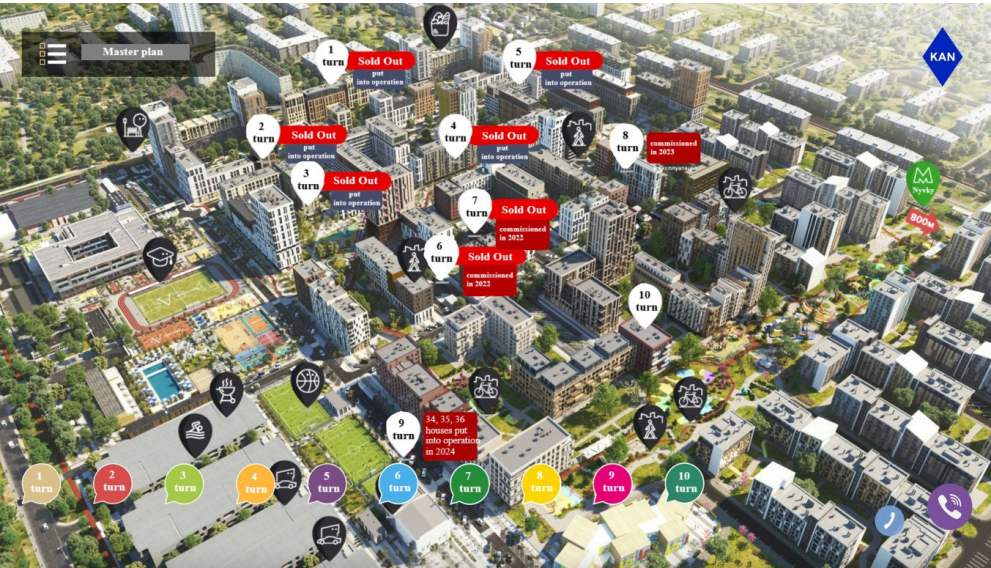 Master plan
KAN
1
turn
Sold Out
put
into operation
5
turn
Sold Out
put
into operation
2
turn
Sold Out
put
into operation
4
turn
Sold Out
put
into operation
8
turn
commissioned
in 2023
3
turn
Sold Out
put
into operation
Nyvky
800м
7
turn
Sold Out
commissioned
in 2022
6
turn
Sold Out
commissioned
in 2022
10
turn
9
turn
34, 35, 36
houses put
into operation
in 2024
1
turn
2
turn
3
turn
4
turn
5
turn
6
turn
7
turn
8
turn
9
turn
10
turn